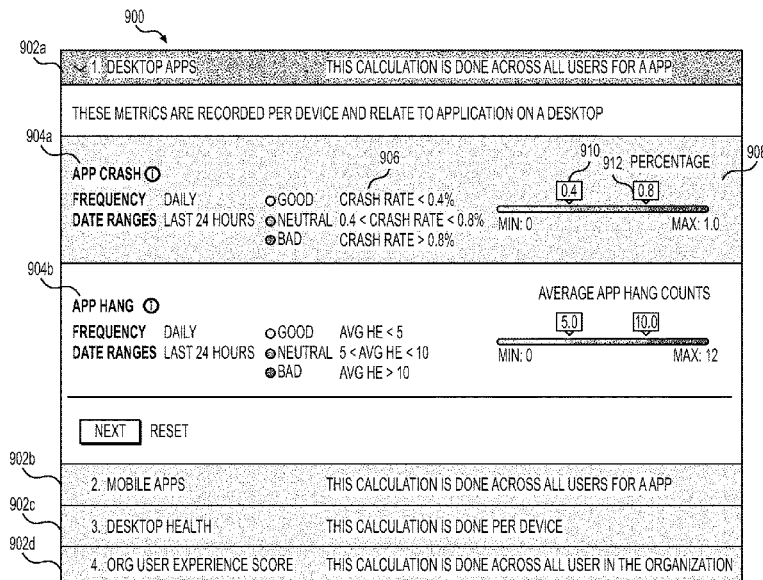 900
902a
1. DESKTOP APPS THIS CALCULATION IS DONE ACROSS ALL USERS FOR A APP
THESE METRICS ARE RECORDED PER DEVICE AND RELATE TO APPLICATION ON A DESKTOP
904a
906
910
912
PERCENTAGE
908
APP CRASH
0.4 0.8
FREQUENCY DAILY GOOD CRASH RATE < 0.4%
DATE RANGES LAST 24 HOURS NEUTRAL 0.4 < CRASH RATE < 0.8%
MIN: 0 MAX: 1.0
BAD CRASH RATE > 0.8%
904b
AVERAGE APP HANG COUNTS
APP HANG
5.0 10.0
FREQUENCY DAILY GOOD AVG HE < 5
DATE RANGES LAST 24 HOURS NEUTRAL 5 < AVG HE < 10
MIN: 0 MAX: 12
BAD AVG HE > 10
NEXT RESET
902b
2. MOBILE APPS THIS CALCULATION IS DONE ACROSS ALL USERS FOR A APP
902c
3. DESKTOP HEALTH THIS CALCULATION IS DONE PER DEVICE
902d
4. ORG USER EXPERIENCE SCORE THIS CALCULATION IS DONE ACROSS ALL USER IN THE ORGANIZATION